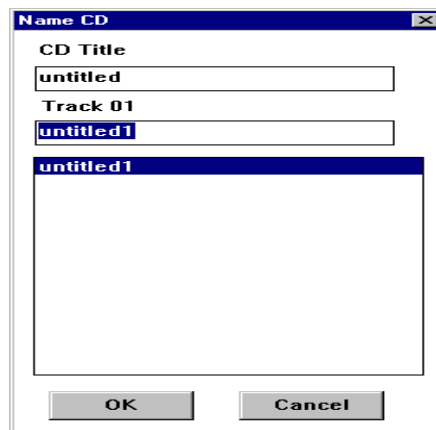 Name CD
CD Title
untitled
Track 01
untitled1
untitled1
OK Cancel